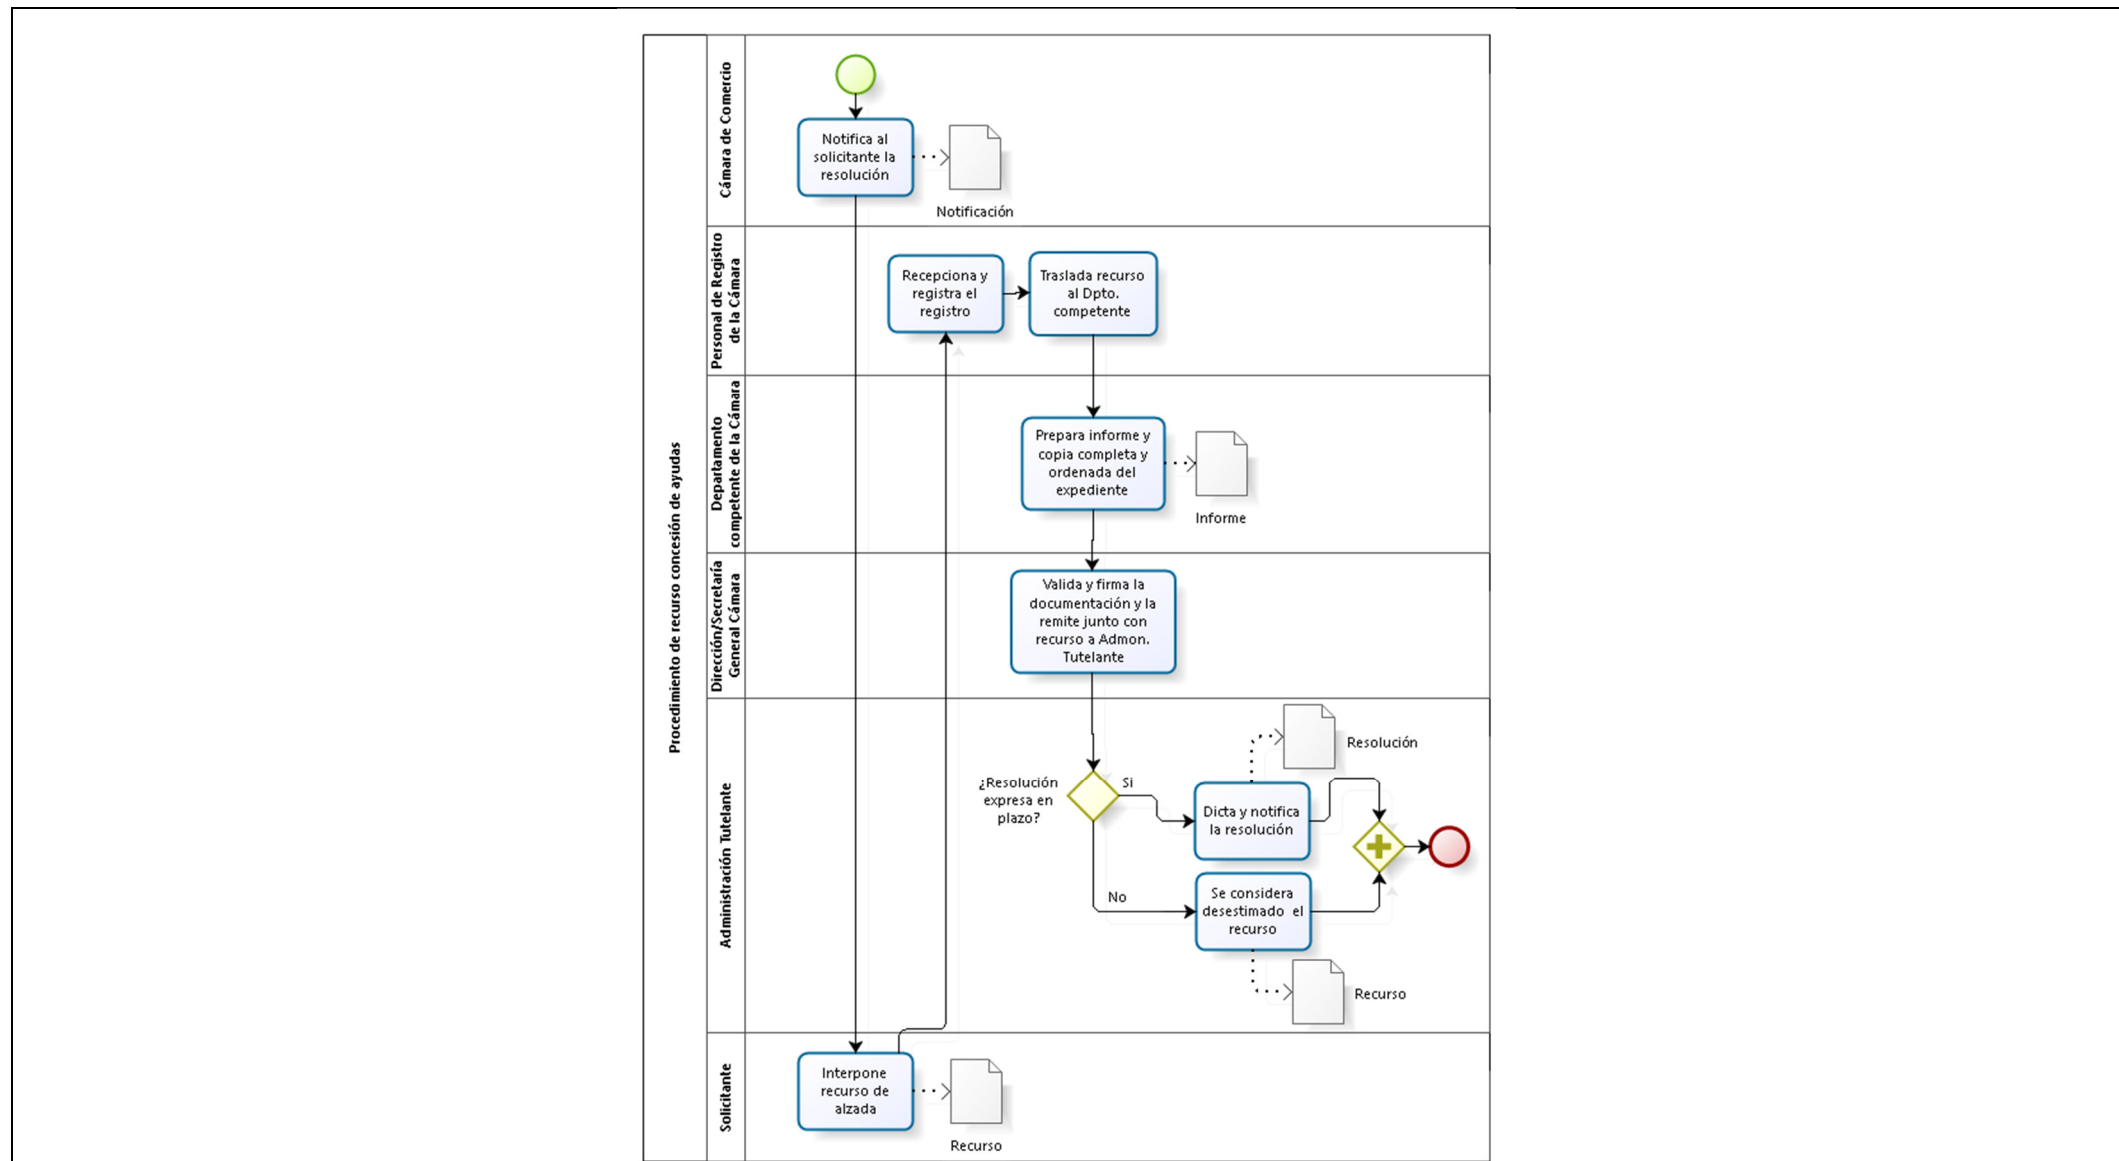 Procedimiento de recurso concesión de ayudas
Cámara de Comercio
Notifica al
solicitante la
resolución
Notificación
Personal de Registro
de la Cámara
Recepciona y
registra el
registro
Traslada recurso
al Dpto.
competente
Departamento
competente de la Cámara
Prepara informe y
copia completa y
ordenada del
expediente
Informe
Dirección/Secretaría
General Cámara
Valida y firma la
documentación y la
remite junto con
recurso a Admon.
Tutelante
Administración Tutelante
¿Resolución
expresa en
plazo?
Si
Dicta y notifica
la resolución
Resolución
No
Se considera
desestimado el
recurso
Recurso
Solicitante
Interpone
recurso de
alzada
Recurso